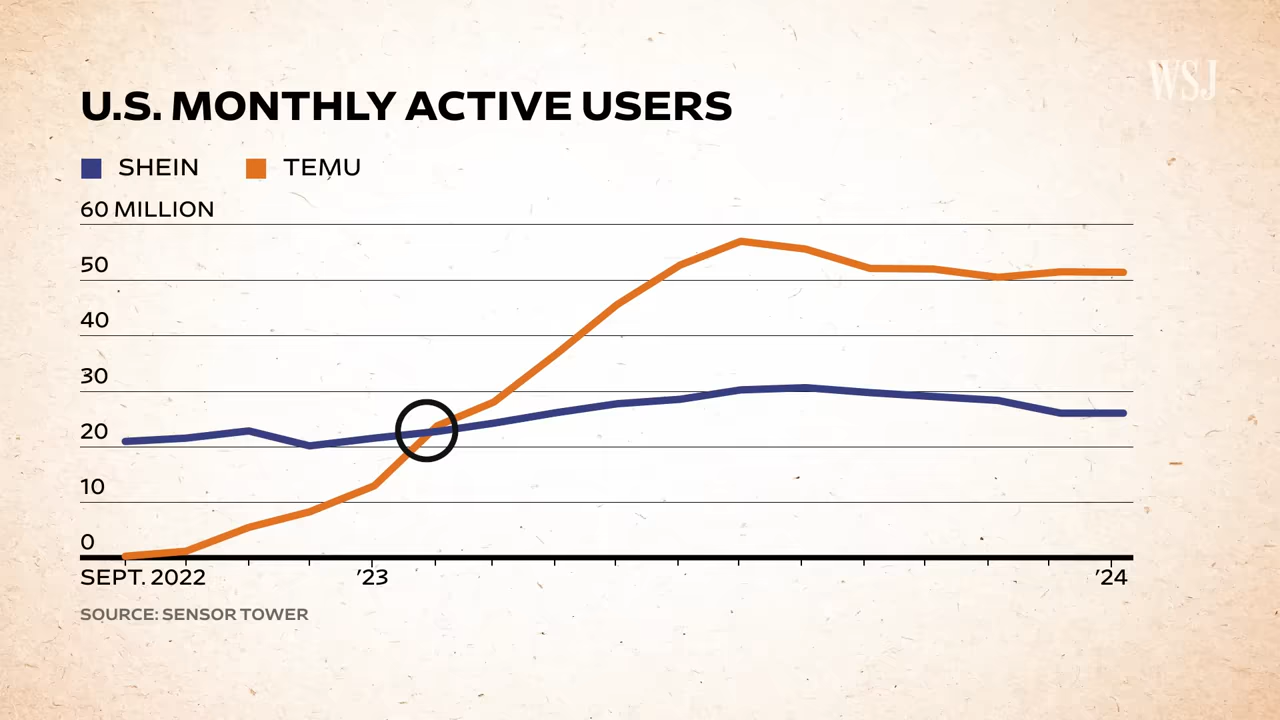 WSJ
U.S. MONTHLY ACTIVE USERS
SHEIN TEMU
60 MILLION
50
40
30
20
10
0
SEPT. 2022 ’23 ’24
SOURCE: SENSOR TOWER